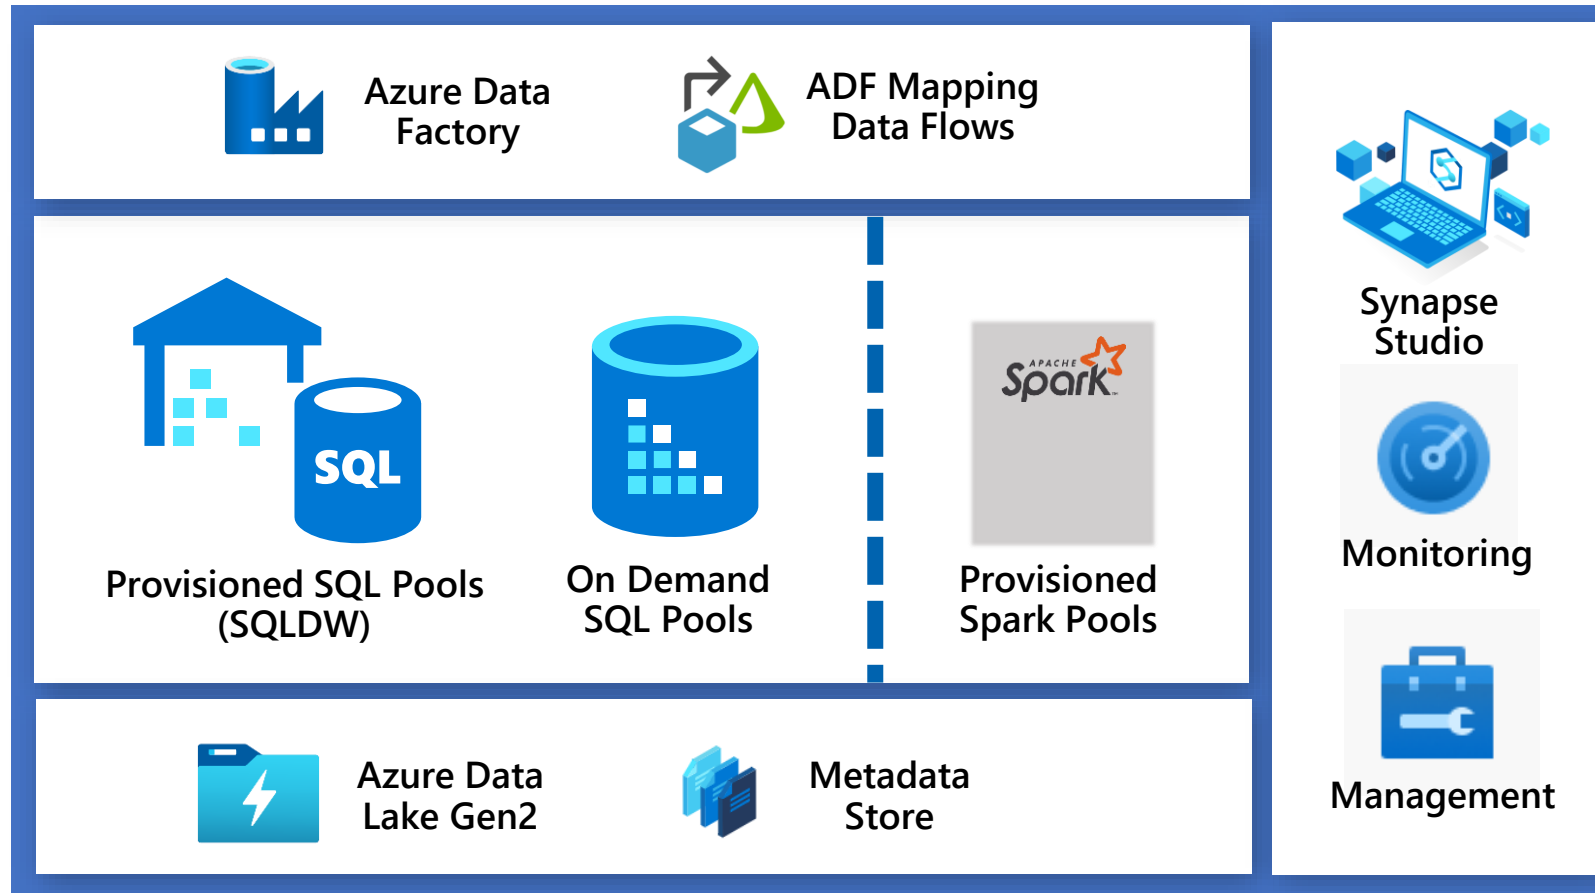 Azure Data
Factory
ADF Mapping
Data Flows
SQL
Provisioned SQL Pools
(SQLDW)
On Demand
SQL Pools
APACHE
Spark™
Provisioned
Spark Pools
Azure Data
Lake Gen2
Metadata
Store
Synapse
Studio
Monitoring
Management